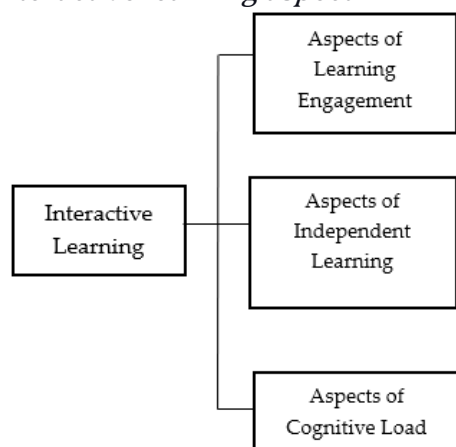 Aspects of
Learning
Engagement
Interactive
Learning
Aspects of
Independent
Learning
Aspects of
Cognitive Load